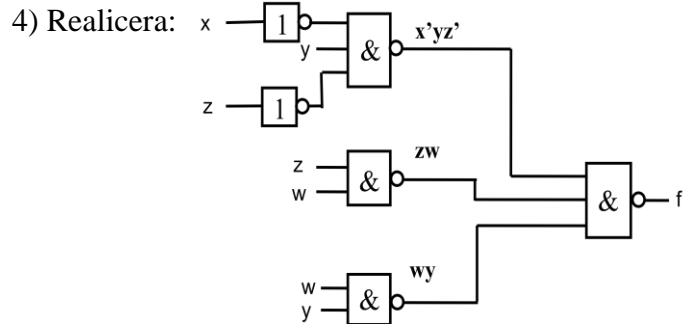 4) Realicera:
x 1 & x’yz’
y
z 1
z & zw
w
& f
w & wy
y